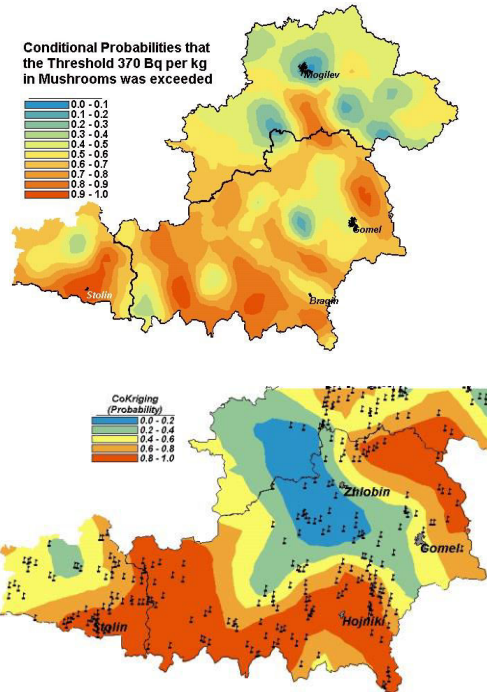 Conditional Probabilities that
the Threshold 370 Bq per kg
in Mushrooms was exceeded
0.0 - 0.1
0.1 - 0.2
0.2 - 0.3
0.3 - 0.4
0.4 - 0.5
0.5 - 0.6
0.6 - 0.7
0.7 - 0.8
0.8 - 0.9
0.9 - 1.0
Mogilev
Gomel
Stolin
Bragin
CoKriging
(Probability)
0.0 - 0.2
0.2 - 0.4
0.4 - 0.6
0.6 - 0.8
0.8 - 1.0
Zhlobin
Gomel
Stolin
Hojniki